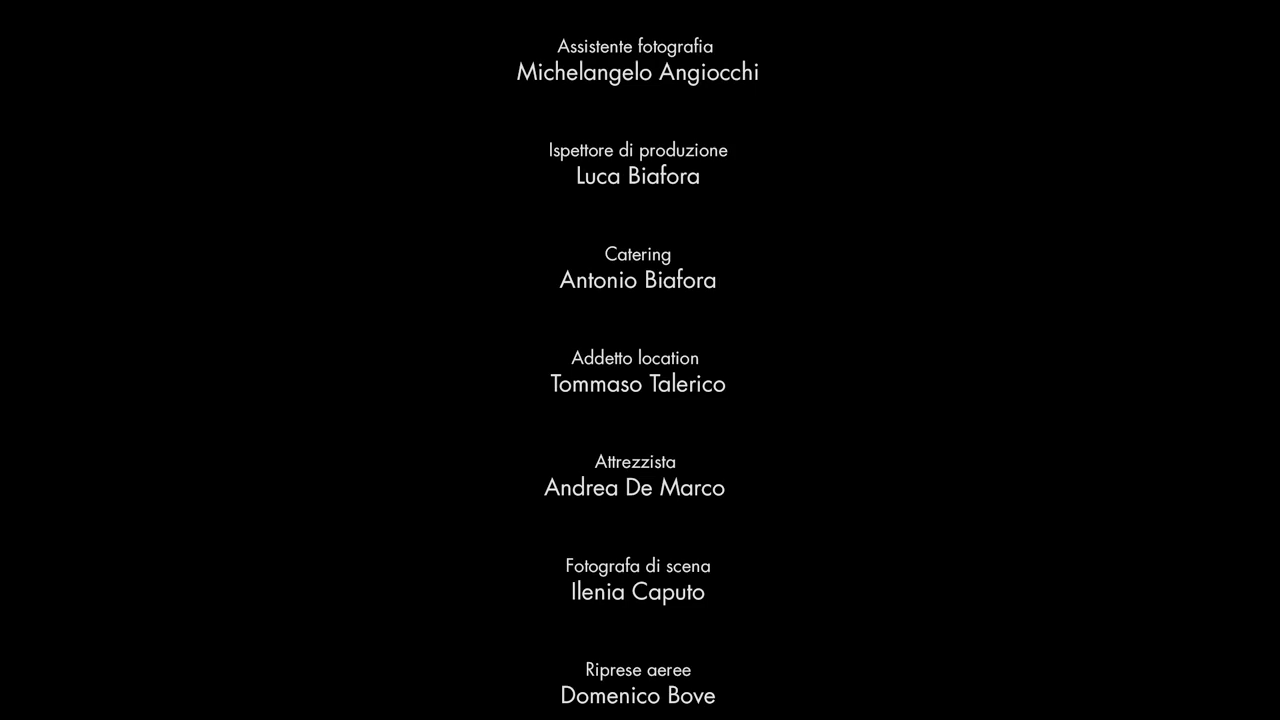 Assistente fotografia
Michelangelo Angiocchi
Ispettore di produzione
Luca Biafora
Catering
Antonio Biafora
Addetto location
Tommaso Talerico
Attrezzista
Andrea De Marco
Fotografa di scena
Ilenia Caputo
Riprese aeree
Domenico Bove